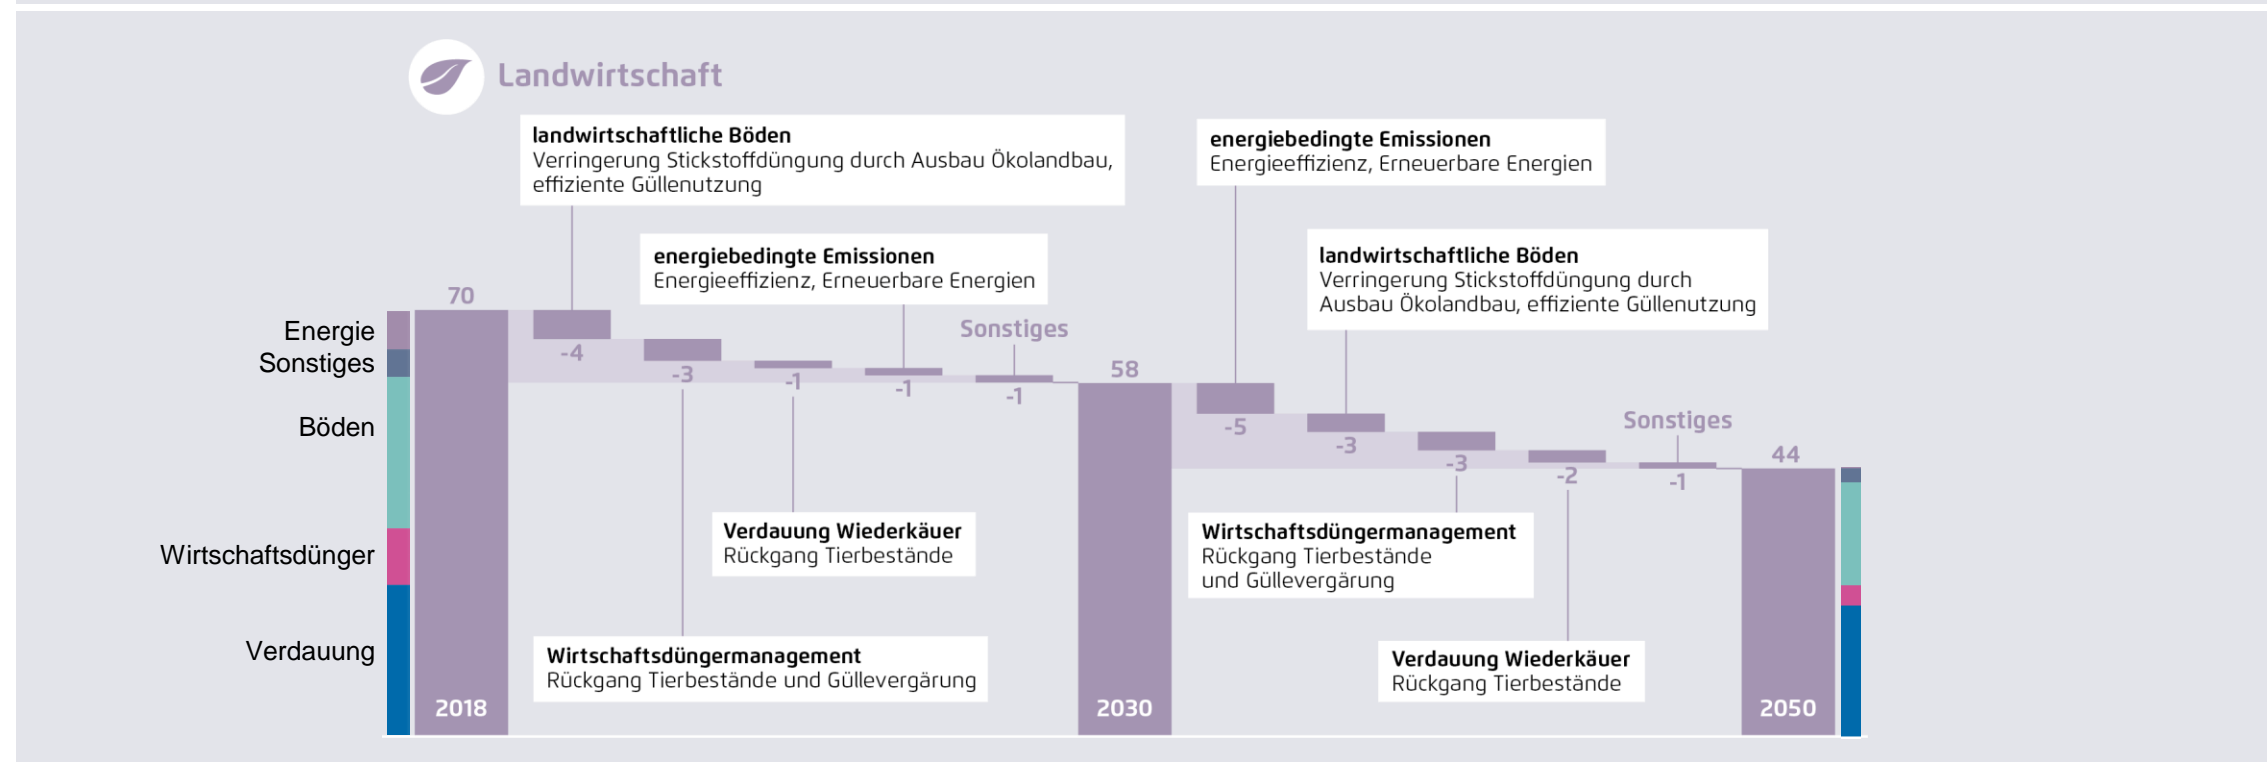 Landwirtschaft
landwirtschaftliche Böden
Verringerung Stickstoffdüngung durch Ausbau Ökolandbau,
effiziente Güllenutzung
energiebedingte Emissionen
Energieeffizienz, Erneuerbare Energien
energiebedingte Emissionen
Energieeffizienz, Erneuerbare Energien
landwirtschaftliche Böden
Verringerung Stickstoffdüngung durch
Ausbau Ökolandbau, effiziente Güllenutzung
70
Energie
Sonstiges
Böden
Wirtschaftsdünger
Verdauung
-4
-3
-1
-1
Sonstiges
-1
58
-5
-3
-3
-2
Sonstiges
-1
44
Verdauung Wiederkäuer
Rückgang Tierbestände
Wirtschaftsdüngermanagement
Rückgang Tierbestände und Güllevergärung
Wirtschaftsdüngermanagement
Rückgang Tierbestände
und Güllevergärung
Verdauung Wiederkäuer
Rückgang Tierbestände
2018
2030
2050